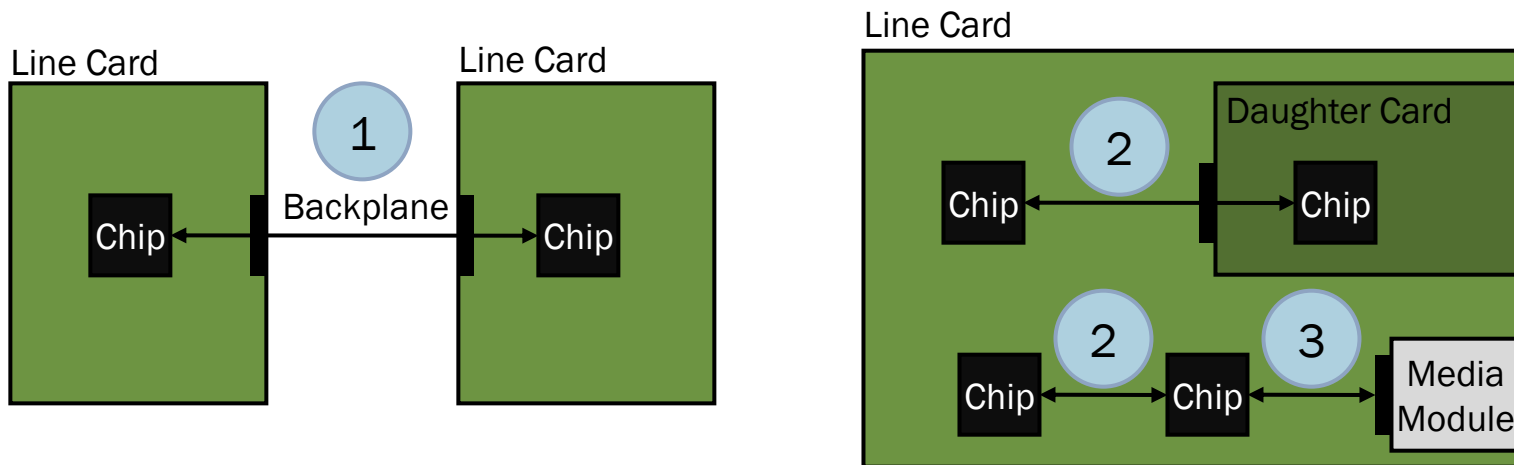 Line Card
Line Card
1
Backplane
Chip
Chip
Line Card
Daughter Card
2
Chip
Chip
2
3
Chip
Chip
Media
Module